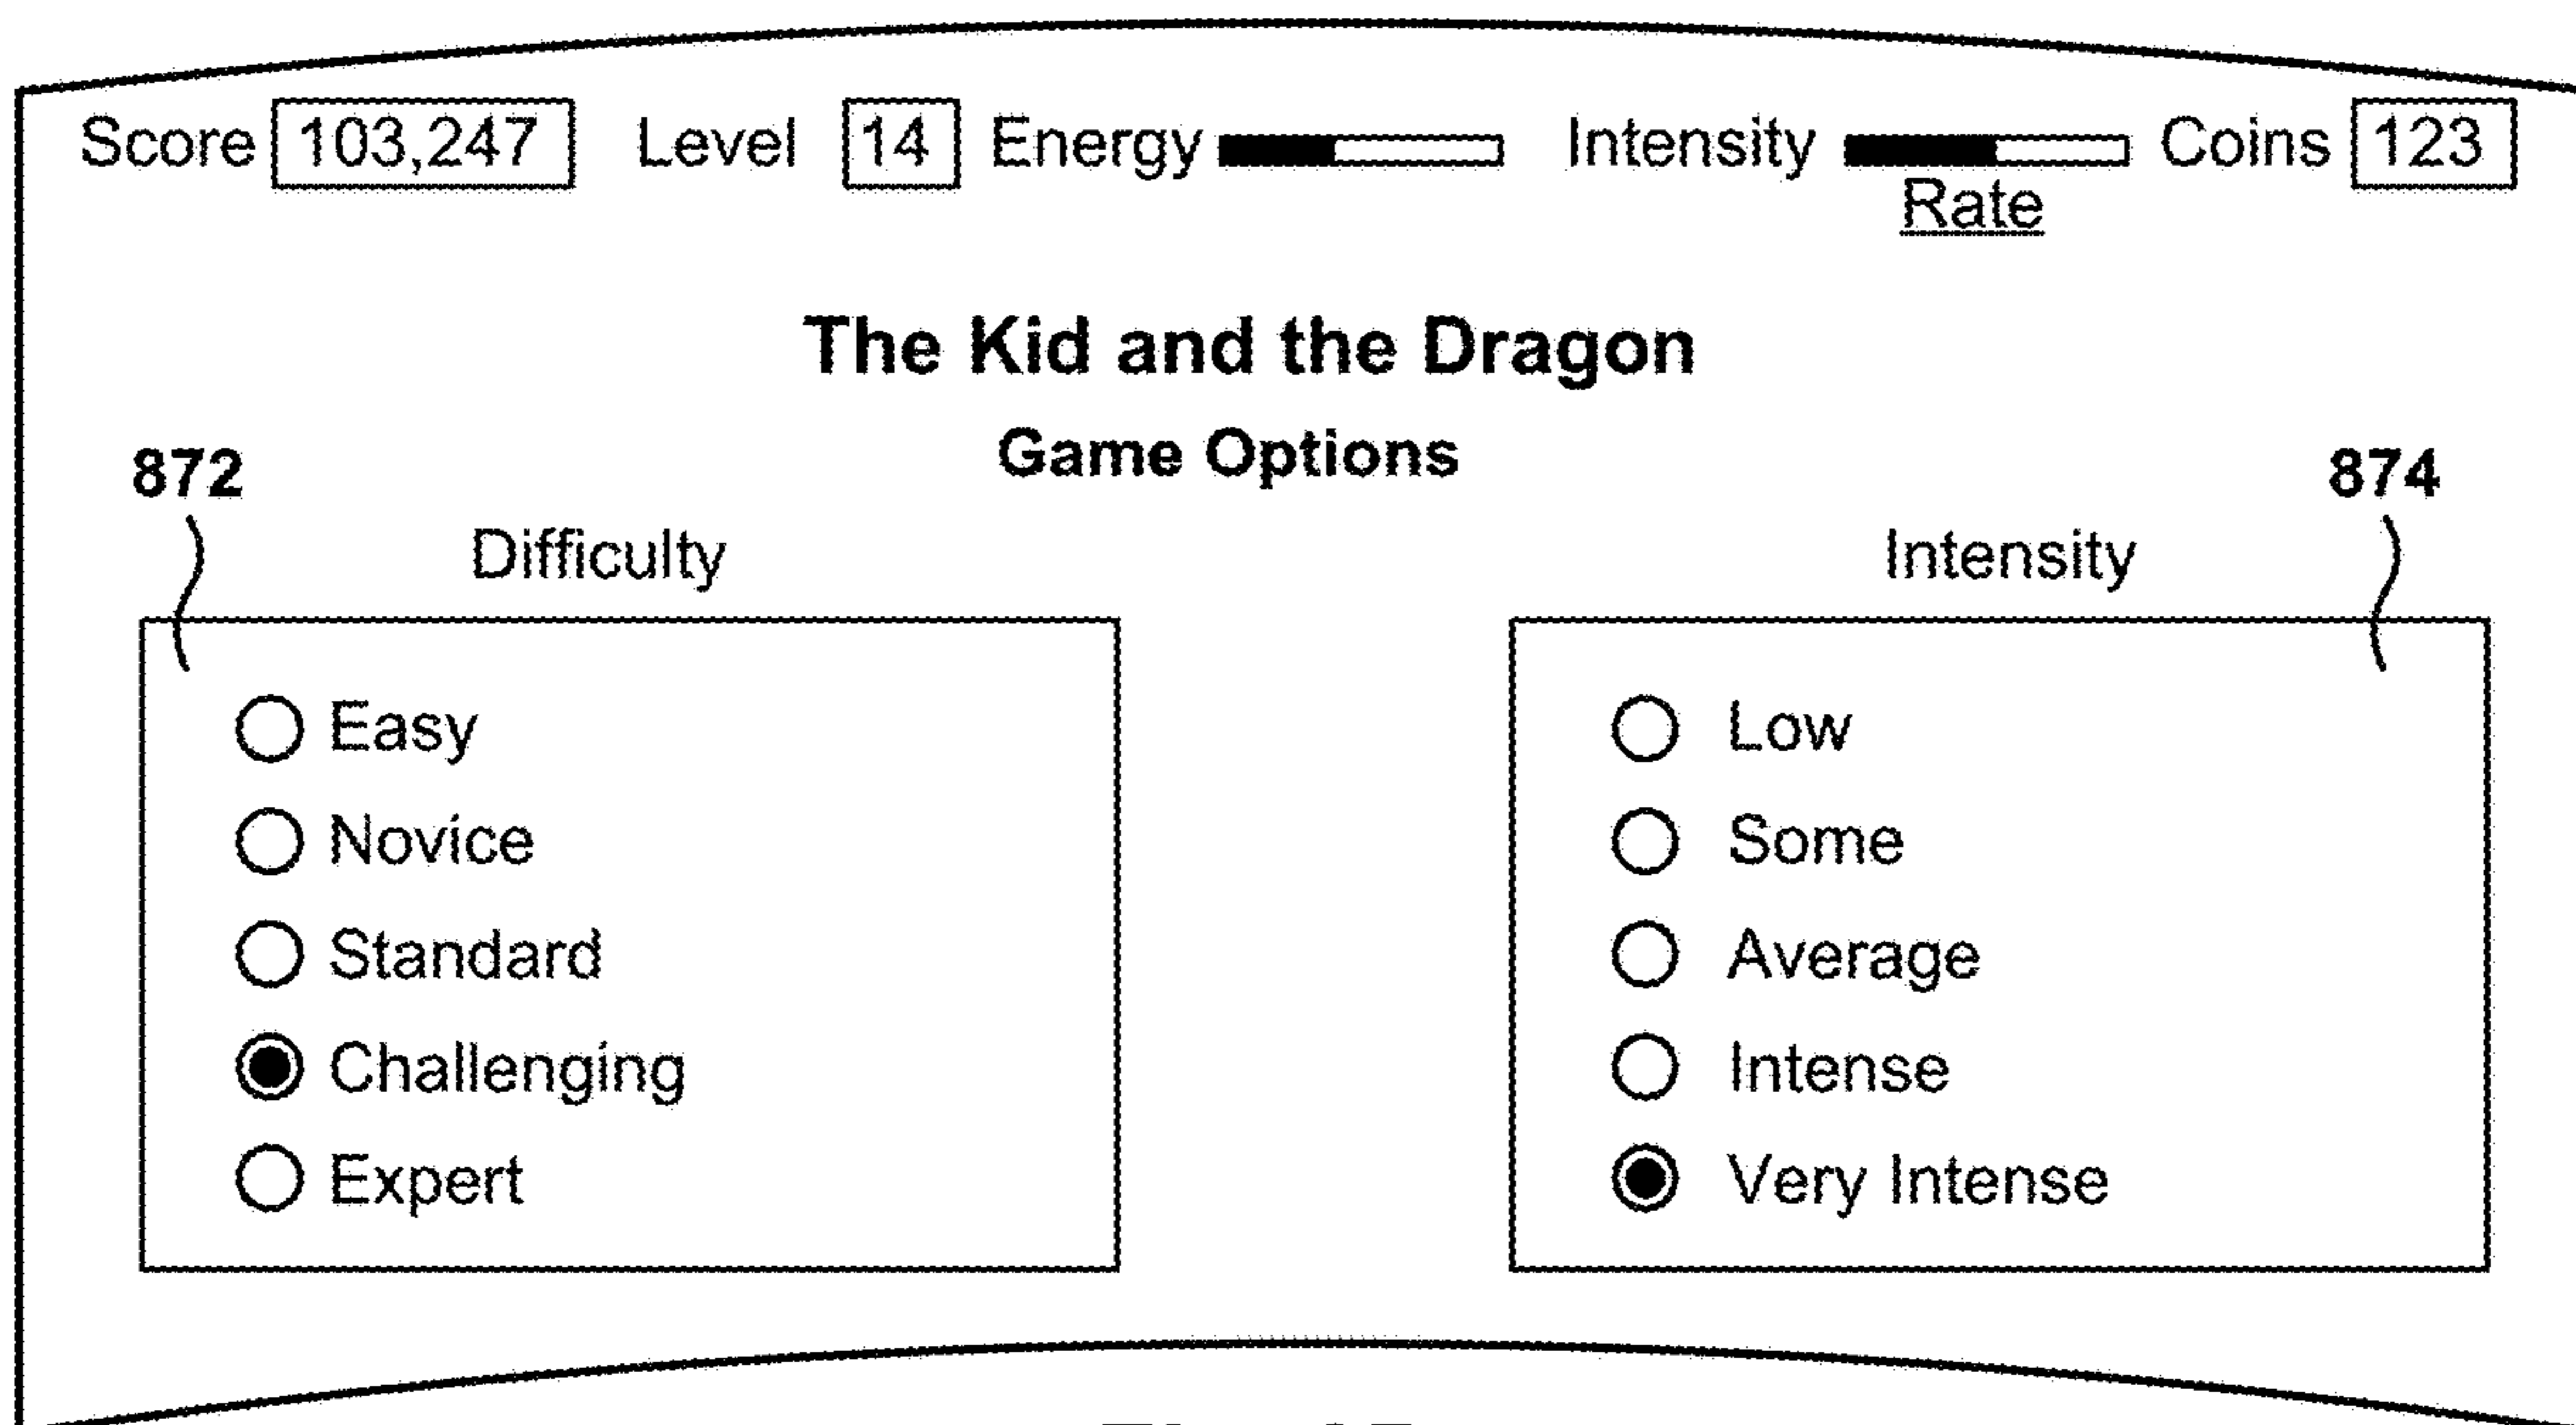 Score 103,247 Level 14 Energy Intensity Coins 123
Rate
The Kid and the Dragon
Game Options
872 874
Difficulty Intensity
Easy Low
Novice Some
Standard Average
Challenging Intense
Expert Very Intense